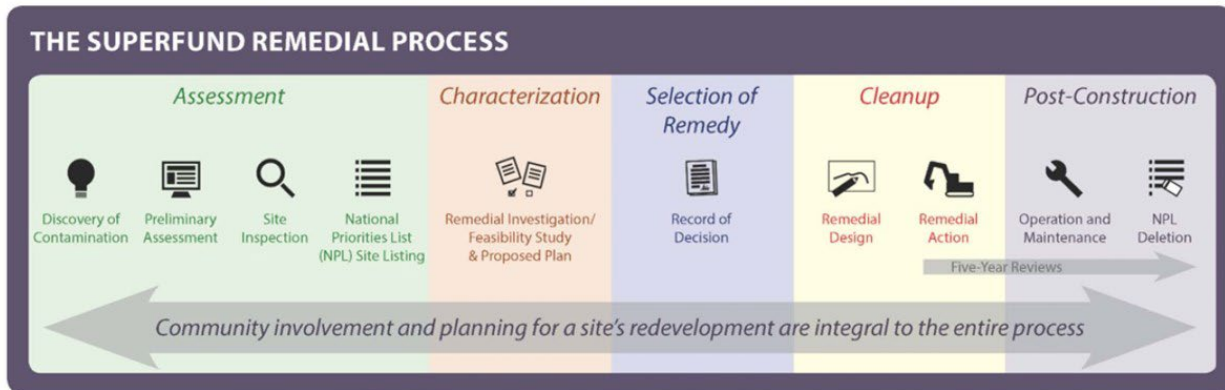 THE SUPERFUND REMEDIAL PROCESS
Assessment
Discovery of
Contamination
Preliminary
Assessment
Site
Inspection
National
Priorities List
(NPL) Site Listing
Characterization
Remedial Investigation/
Feasibility Study
& Proposed Plan
Selection of
Remedy
Record of
Decision
Cleanup
Remedial
Design
Remedial
Action
Post-Construction
Operation and
Maintenance
NPL
Deletion
Five-Year Reviews
Community involvement and planning for a site's redevelopment are integral to the entire process